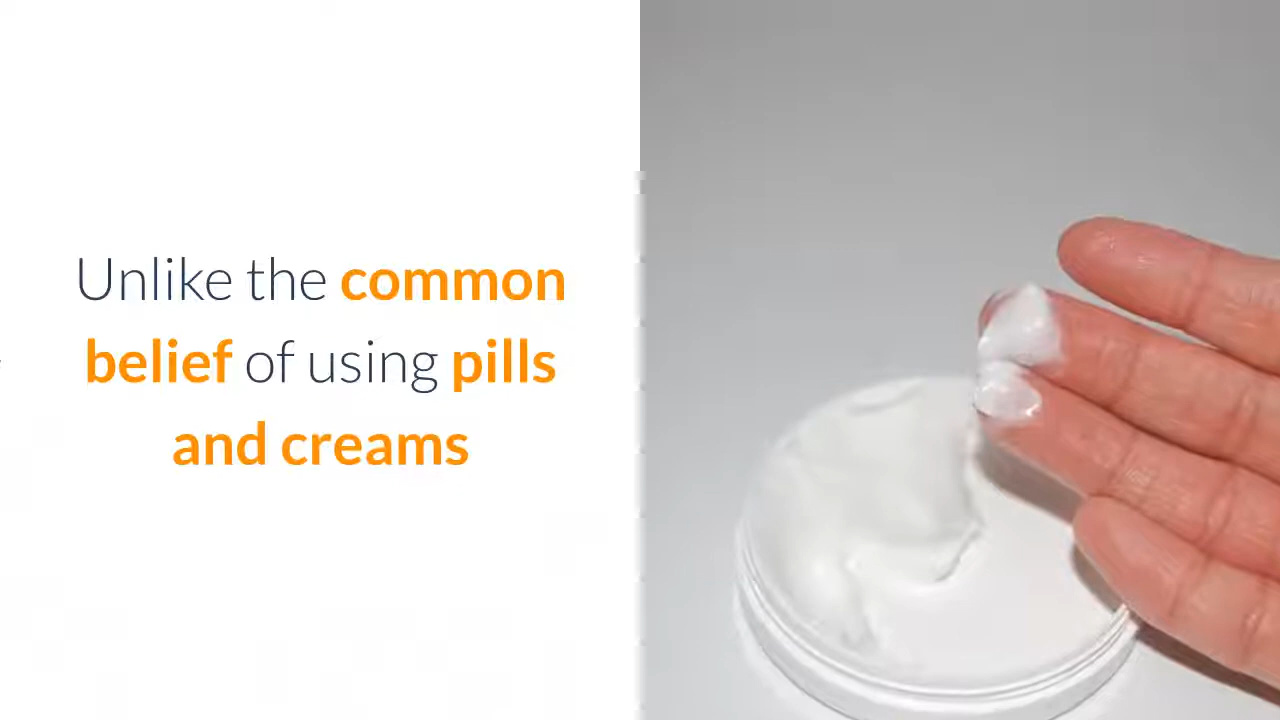 Unlike the common
belief of using pills
and creams